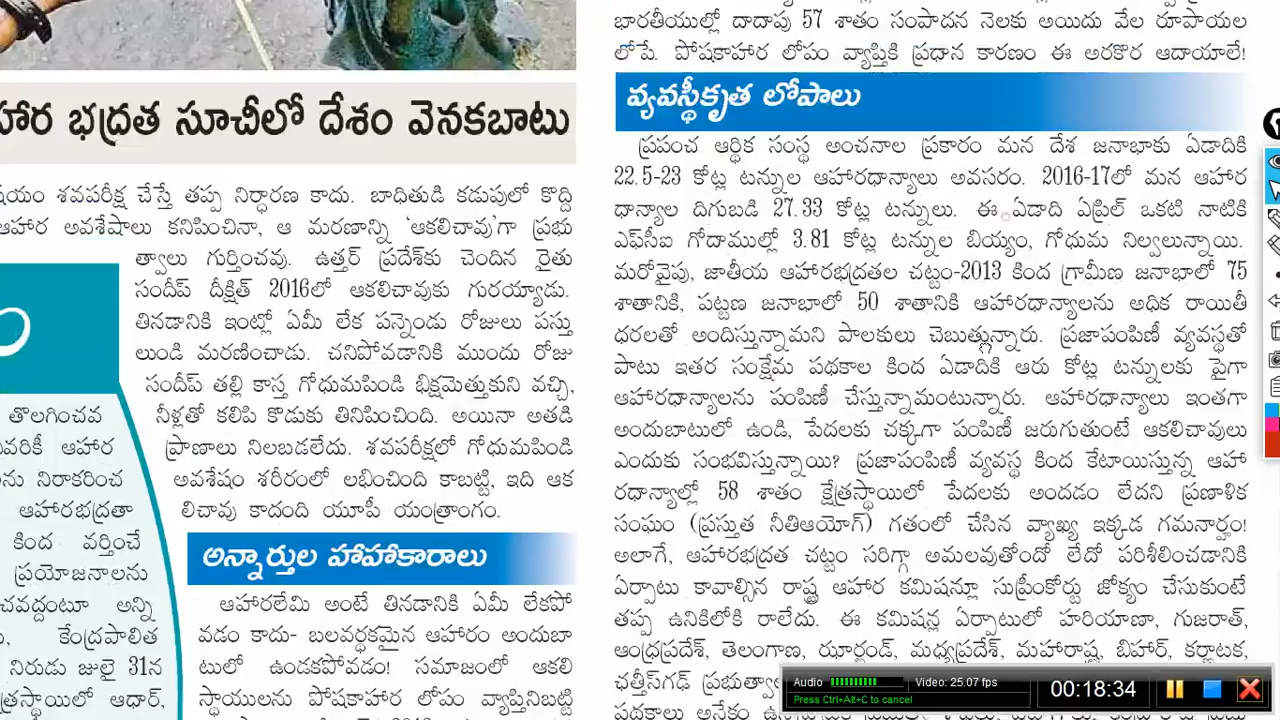 హార భద్రత సూచీలో దేశం వెనకబాటు
షయం శవపరీక్ష చేస్తే తప్ప నిర్ధారణ కాదు. బాధితుడి కడుపులో కొద్ది
ఆహార అవశేషాలు కనిపించినా, ఆ మరణాన్ని 'ఆకలిచావు'గా ప్రభు
త్వాలు గుర్తించవు. ఉత్తర్ ప్రదేశ్‌కు చెందిన రైతు
సందీప్ దీక్షిత్ 2016లో ఆకలిచావుకు గురయ్యాడు.
తినడానికి ఇంట్లో ఏమీ లేక పన్నెండు రోజులు పస్తు
లుండి మరణించాడు. చనిపోవడానికి ముందు రోజు
సందీప్ తల్లి కాస్త గోధుమపిండి భిక్షమెత్తుకుని వచ్చి,
నీళ్లతో కలిపి కొడుకు తినిపించింది. అయినా అతడి
ప్రాణాలు నిలబడలేదు. శవపరీక్షలో గోధుమపిండి
అవశేషం శరీరంలో లభించింది కాబట్టి, ఇది ఆక
లిచావు కాదంది యూపీ యంత్రాంగం.
తొలగించవ
వరికీ ఆహార
ను నిరాకరించ
ఆహారభద్రతా
కింద వర్తించే
ప్రయోజనాలను
చవద్దంటూ అన్ని
కేంద్రపాలిత
నిరుడు జులై 31న
త్రస్థాయిలో
అన్నార్తుల హాహాకారాలు
ఆహారలేమి అంటే తినడానికి ఏమీ లేకపో
వడం కాదు- బలవర్ధకమైన ఆహారం అందుబా
టులో ఉండకపోవడం! సమాజంలో ఆకలి
స్థాయిలను పోషకాహార లోపం వ్యాప్తినిబట్టి
భారతీయుల్లో దాదాపు 57 శాతం సంపాదన నెలకు అయిదు వేల రూపాయల
లోపే. పోషకాహార లోపం వ్యాప్తికి ప్రధాన కారణం ఈ అరకొర ఆదాయాలే!
వ్యవస్థీకృత లోపాలు
ప్రపంచ ఆర్థిక సంస్థ అంచనాల ప్రకారం మన దేశ జనాభాకు ఏడాదికి
22.5-23 కోట్ల టన్నుల ఆహారధాన్యాలు అవసరం. 2016-17లో మన ఆహార
ధాన్యాల దిగుబడి 27.33 కోట్ల టన్నులు. ఈ ఏడాది ఏప్రిల్ ఒకటి నాటికి
ఎఫ్‌సీఐ గోదాముల్లో 3.81 కోట్ల టన్నుల బియ్యం, గోధుమ నిల్వలున్నాయి.
మరోవైపు, జాతీయ ఆహారభద్రతల చట్టం-2013 కింద గ్రామీణ జనాభాలో 75
శాతానికి, పట్టణ జనాభాలో 50 శాతానికి ఆహారధాన్యాలను అధిక రాయితీ
ధరలతో అందిస్తున్నామని పాలకులు చెబుతున్నారు. ప్రజాపంపిణీ వ్యవస్థతో
పాటు ఇతర సంక్షేమ పథకాల కింద ఏడాదికి ఆరు కోట్ల టన్నులకు పైగా
ఆహారధాన్యాలను పంపిణీ చేస్తున్నామంటున్నారు. ఆహారధాన్యాలు ఇంతగా
అందుబాటులో ఉండి, పేదలకు చక్కగా పంపిణీ జరుగుతుంటే ఆకలిచావులు
ఎందుకు సంభవిస్తున్నాయి? ప్రజాపంపిణీ వ్యవస్థ కింద కేటాయిస్తున్న ఆహా
రధాన్యాల్లో 58 శాతం క్షేత్రస్థాయిలో పేదలకు అందడం లేదని ప్రణాళిక
సంఘం (ప్రస్తుత నీతిఆయోగ్) గతంలో చేసిన వ్యాఖ్య ఇక్కడ గమనార్హం!
అలాగే, ఆహారభద్రత చట్టం సరిగ్గా అమలవుతోందో లేదో పరిశీలించడానికి
ఏర్పాటు కావాల్సిన రాష్ట్ర ఆహార కమిషన్లూ సుప్రీంకోర్టు జోక్యం చేసుకుంటే
తప్ప ఉనికిలోకి రాలేదు. ఈ కమిషన్ల ఏర్పాటులో హరియాణా, గుజరాత్,
ఆంధ్రప్రదేశ్, తెలంగాణ, ఝార్ఖండ్, మధ్యప్రదేశ్, మహారాష్ట్ర, బిహార్, కర్ణాటక,
ఛత్తీస్‌గఢ్ ప్రభుత్వాల
పథకాలు అనేకం
Audio
Video: 25.07 fps
Press Ctrl+Alt+C to cancel
00:18:34